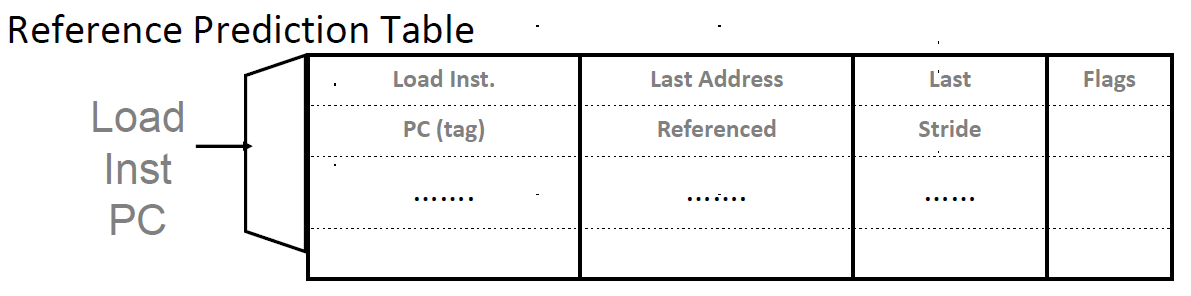 Reference Prediction Table
Load Inst. Last Address Last Flags
PC (tag) Referenced Stride
Load
Inst
PC
....... ....... ......